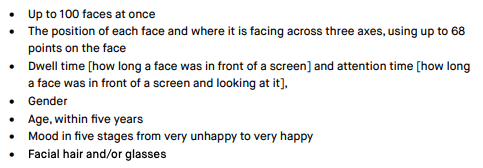 • Up to 100 faces at once
• The position of each face and where it is facing across three axes, using up to 68
points on the face
• Dwell time [how long a face was in front of a screen] and attention time [how long
a face was in front of a screen and looking at it],
• Gender
• Age, within five years
• Mood in five stages from very unhappy to very happy
• Facial hair and/or glasses